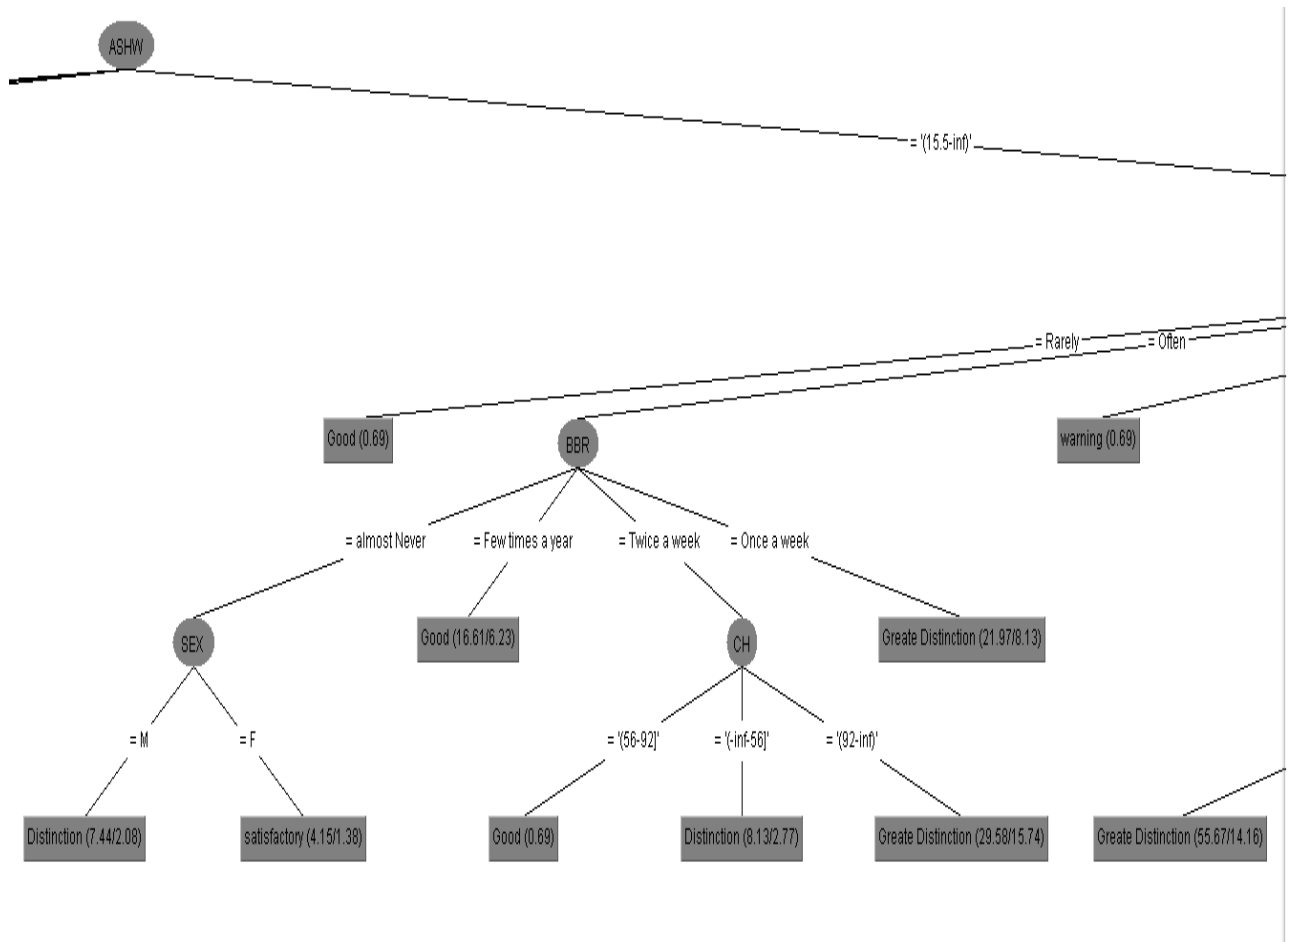 ASHW
= '(15.5-inf)'
= Rarely
= Often
Good (0.69)
BBR
warning (0.69)
= almost Never
= Few times a year
= Twice a week
= Once a week
SEX
Good (16.61/6.23)
CH
Greate Distinction (21.97/8.13)
= M
= F
= '(56-92]'
= '(-inf-56]'
= '(92-inf)'
Distinction (7.44/2.08)
satisfactory (4.15/1.38)
Good (0.69)
Distinction (8.13/2.77)
Greate Distinction (29.58/15.74)
Greate Distinction (55.67/14.16)